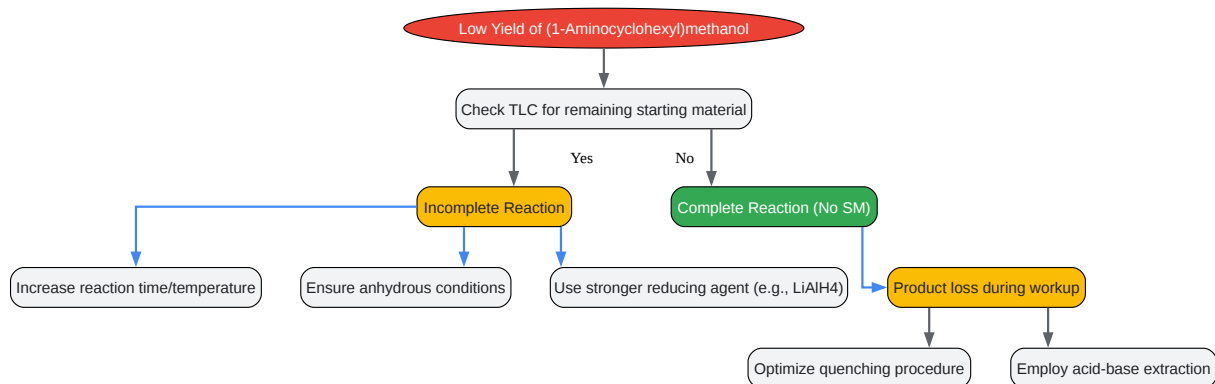 Low Yield of (1-Aminocyclohexyl)methanol
Check TLC for remaining starting material
Yes
No
Incomplete Reaction
Complete Reaction (No SM)
Increase reaction time/temperature
Ensure anhydrous conditions
Use stronger reducing agent (e.g., LiAlH4)
Product loss during workup
Optimize quenching procedure
Employ acid-base extraction